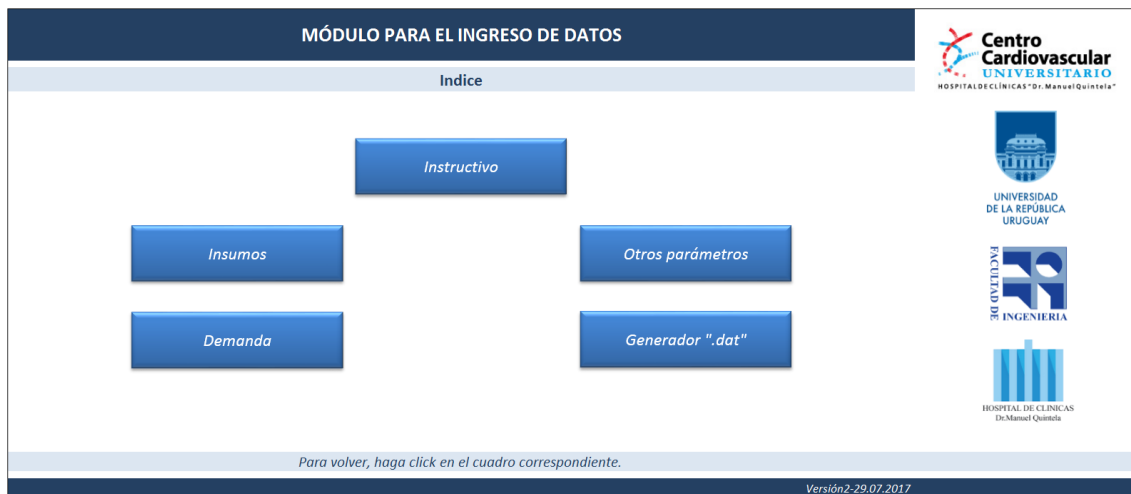 MÓDULO PARA EL INGRESO DE DATOS
Indice
Instructivo
Insumos
Otros parámetros
Demanda
Generador ".dat"
Para volver, haga click en el cuadro correspondiente.
Versión2-29.07.2017
Centro
Cardiovascular
UNIVERSITARIO
HOSPITAL DE CLÍNICAS "Dr. Manuel Quintela"
UNIVERSIDAD
DE LA REPÚBLICA
URUGUAY
FACULTAD DE
INGENIERIA
HOSPITAL DE CLINICAS
Dr.Manuel Quintela